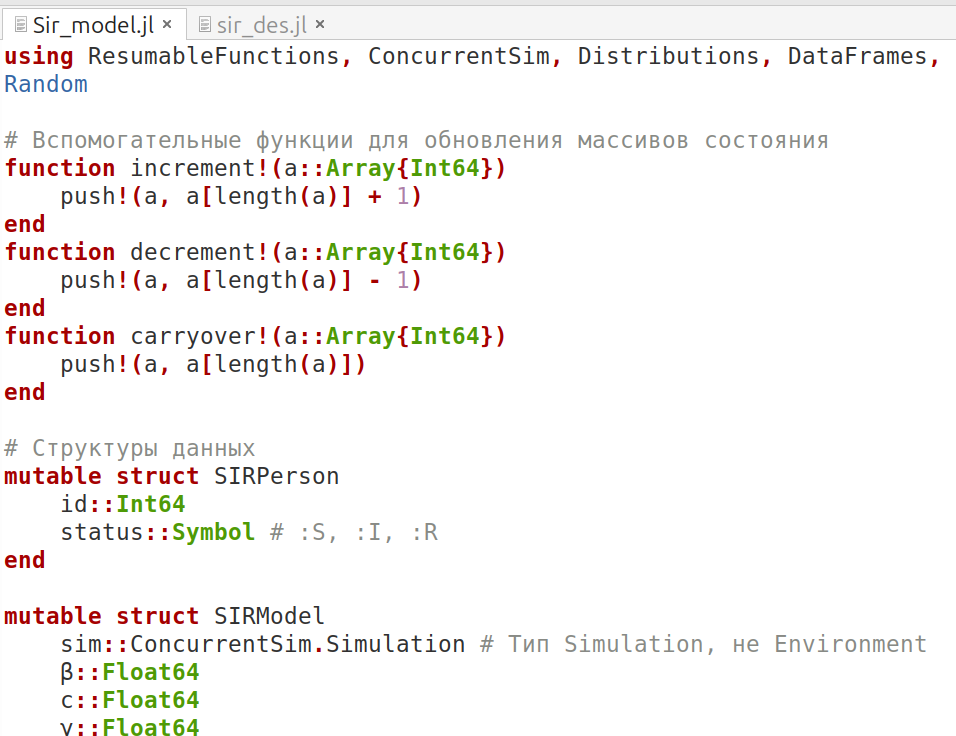 Sir_model.jl × sir_des.jl ×
using ResumableFunctions, ConcurrentSim, Distributions, DataFrames,
Random
# Вспомогательные функции для обновления массивов состояния
function increment!(a::Array{Int64})
    push!(a, a[length(a)] + 1)
end
function decrement!(a::Array{Int64})
    push!(a, a[length(a)] - 1)
end
function carryover!(a::Array{Int64})
    push!(a, a[length(a)])
end
# Структуры данных
mutable struct SIRPerson
    id::Int64
    status::Symbol # :S, :I, :R
end
mutable struct SIRModel
    sim::ConcurrentSim.Simulation # Тип Simulation, не Environment
    β::Float64
    c::Float64
    γ::Float64